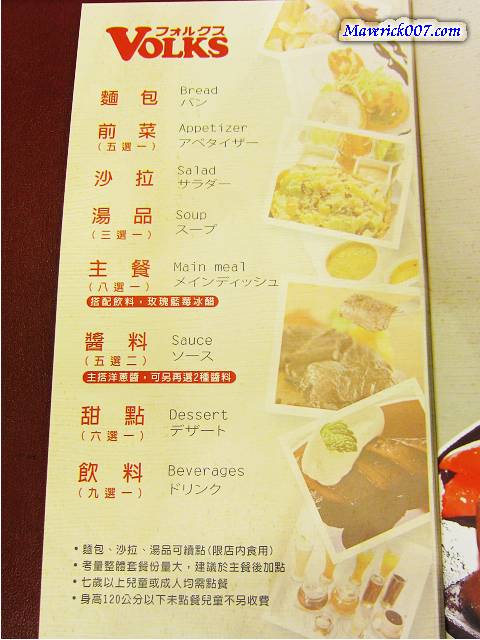 Maverick007.com
フォルクス
VOLKS
麵包 Bread
パン
前菜 Appetizer
(五選一) アペタイザー
沙拉 Salad
サラダー
湯品 Soup
(三選一) スープ
主餐 Main meal
(八選一) メインディッシュ
搭配飲料，玫瑰藍莓冰醋
醬料 Sauce
(五選二) ソース
主搭洋蔥醬，可另再選2種醬料
甜點 Dessert
(六選一) デザート
飲料 Beverages
(九選一) ドリンク
•麵包、沙拉、湯品可續點(限店內食用)
•考量整體套餐份量大，建議於主餐後加點
•七歲以上兒童或成人均需點餐
•身高120公分以下未點餐兒童不另收費